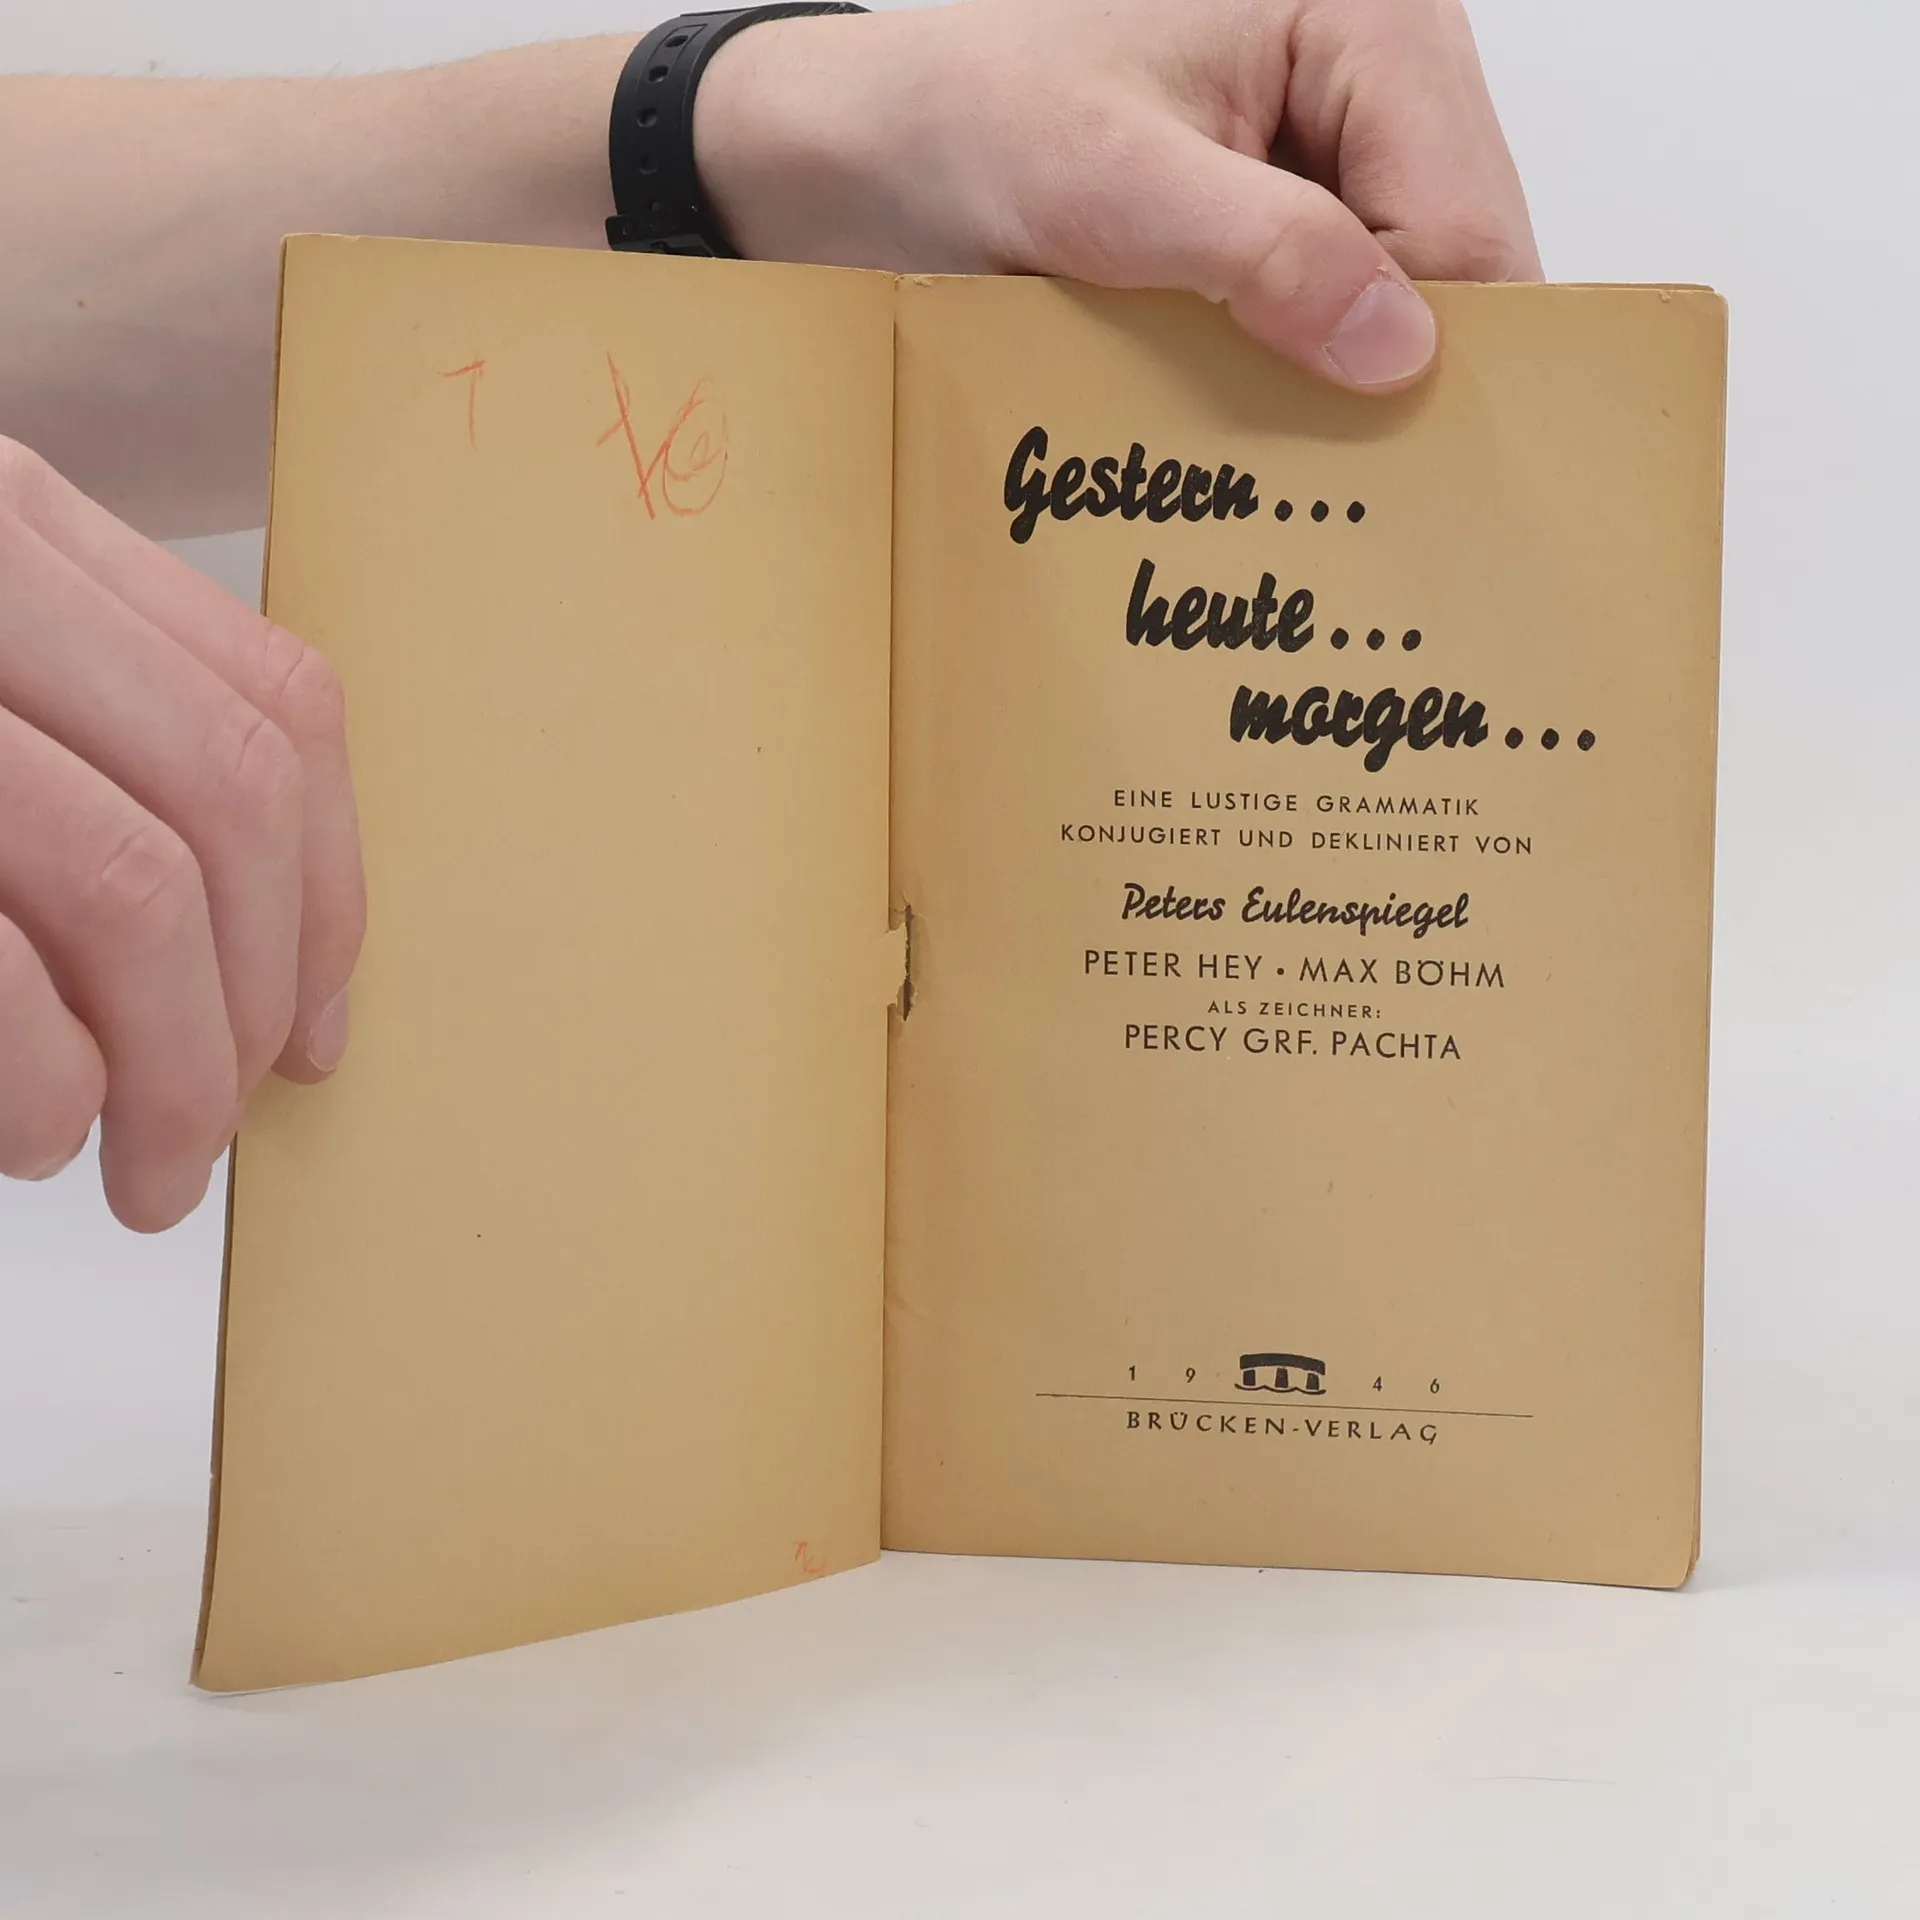 Gestern...
heute...
morgen...
EINE LUSTIGE GRAMMATIK
KONJUGIERT UND DEKLINIERT VON
Peters Eulenspiegel
PETER HEY • MAX BÖHM
ALS ZEICHNER:
PERCY GRF. PACHTA
1 9 4 6
BRÜCKEN-VERLAG